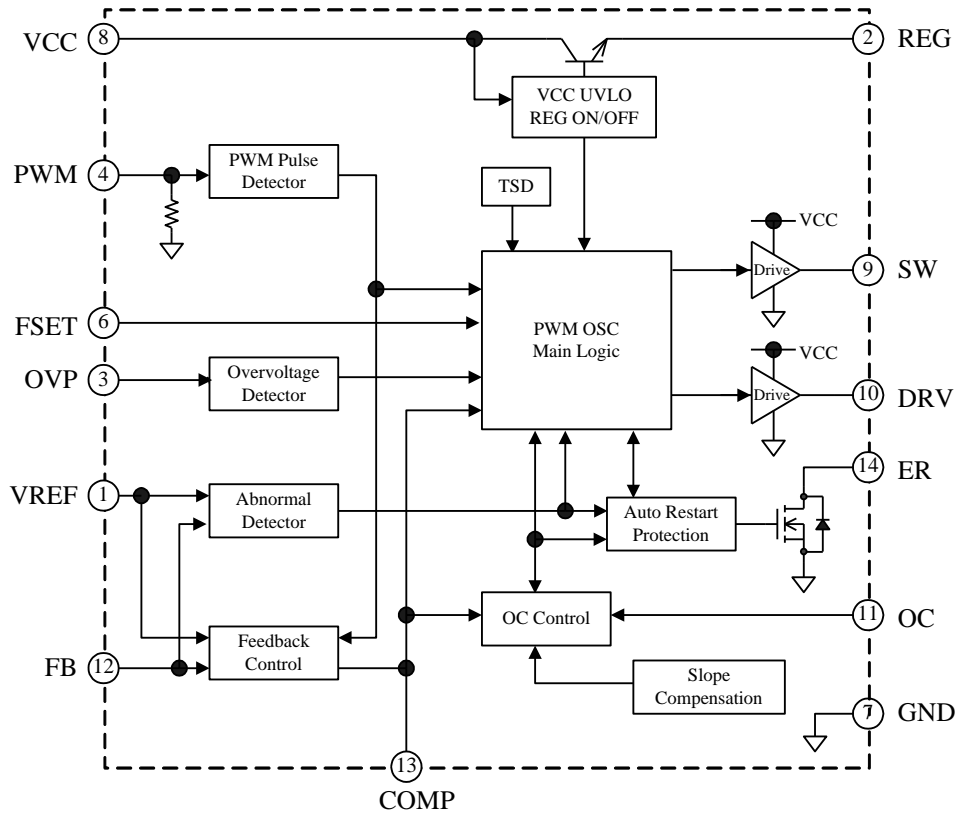 VCC
8
2
REG
VCC UVLO
REG ON/OFF
PWM
4
PWM Pulse
Detector
TSD
VCC
Drive
9
SW
FSET
6
PWM OSC
Main Logic
OVP
3
Overvoltage
Detector
VCC
Drive
10
DRV
14
ER
VREF
1
Abnormal
Detector
Auto Restart
Protection
OC Control
11
OC
FB
12
Feedback
Control
Slope
Compensation
7
GND
13
COMP